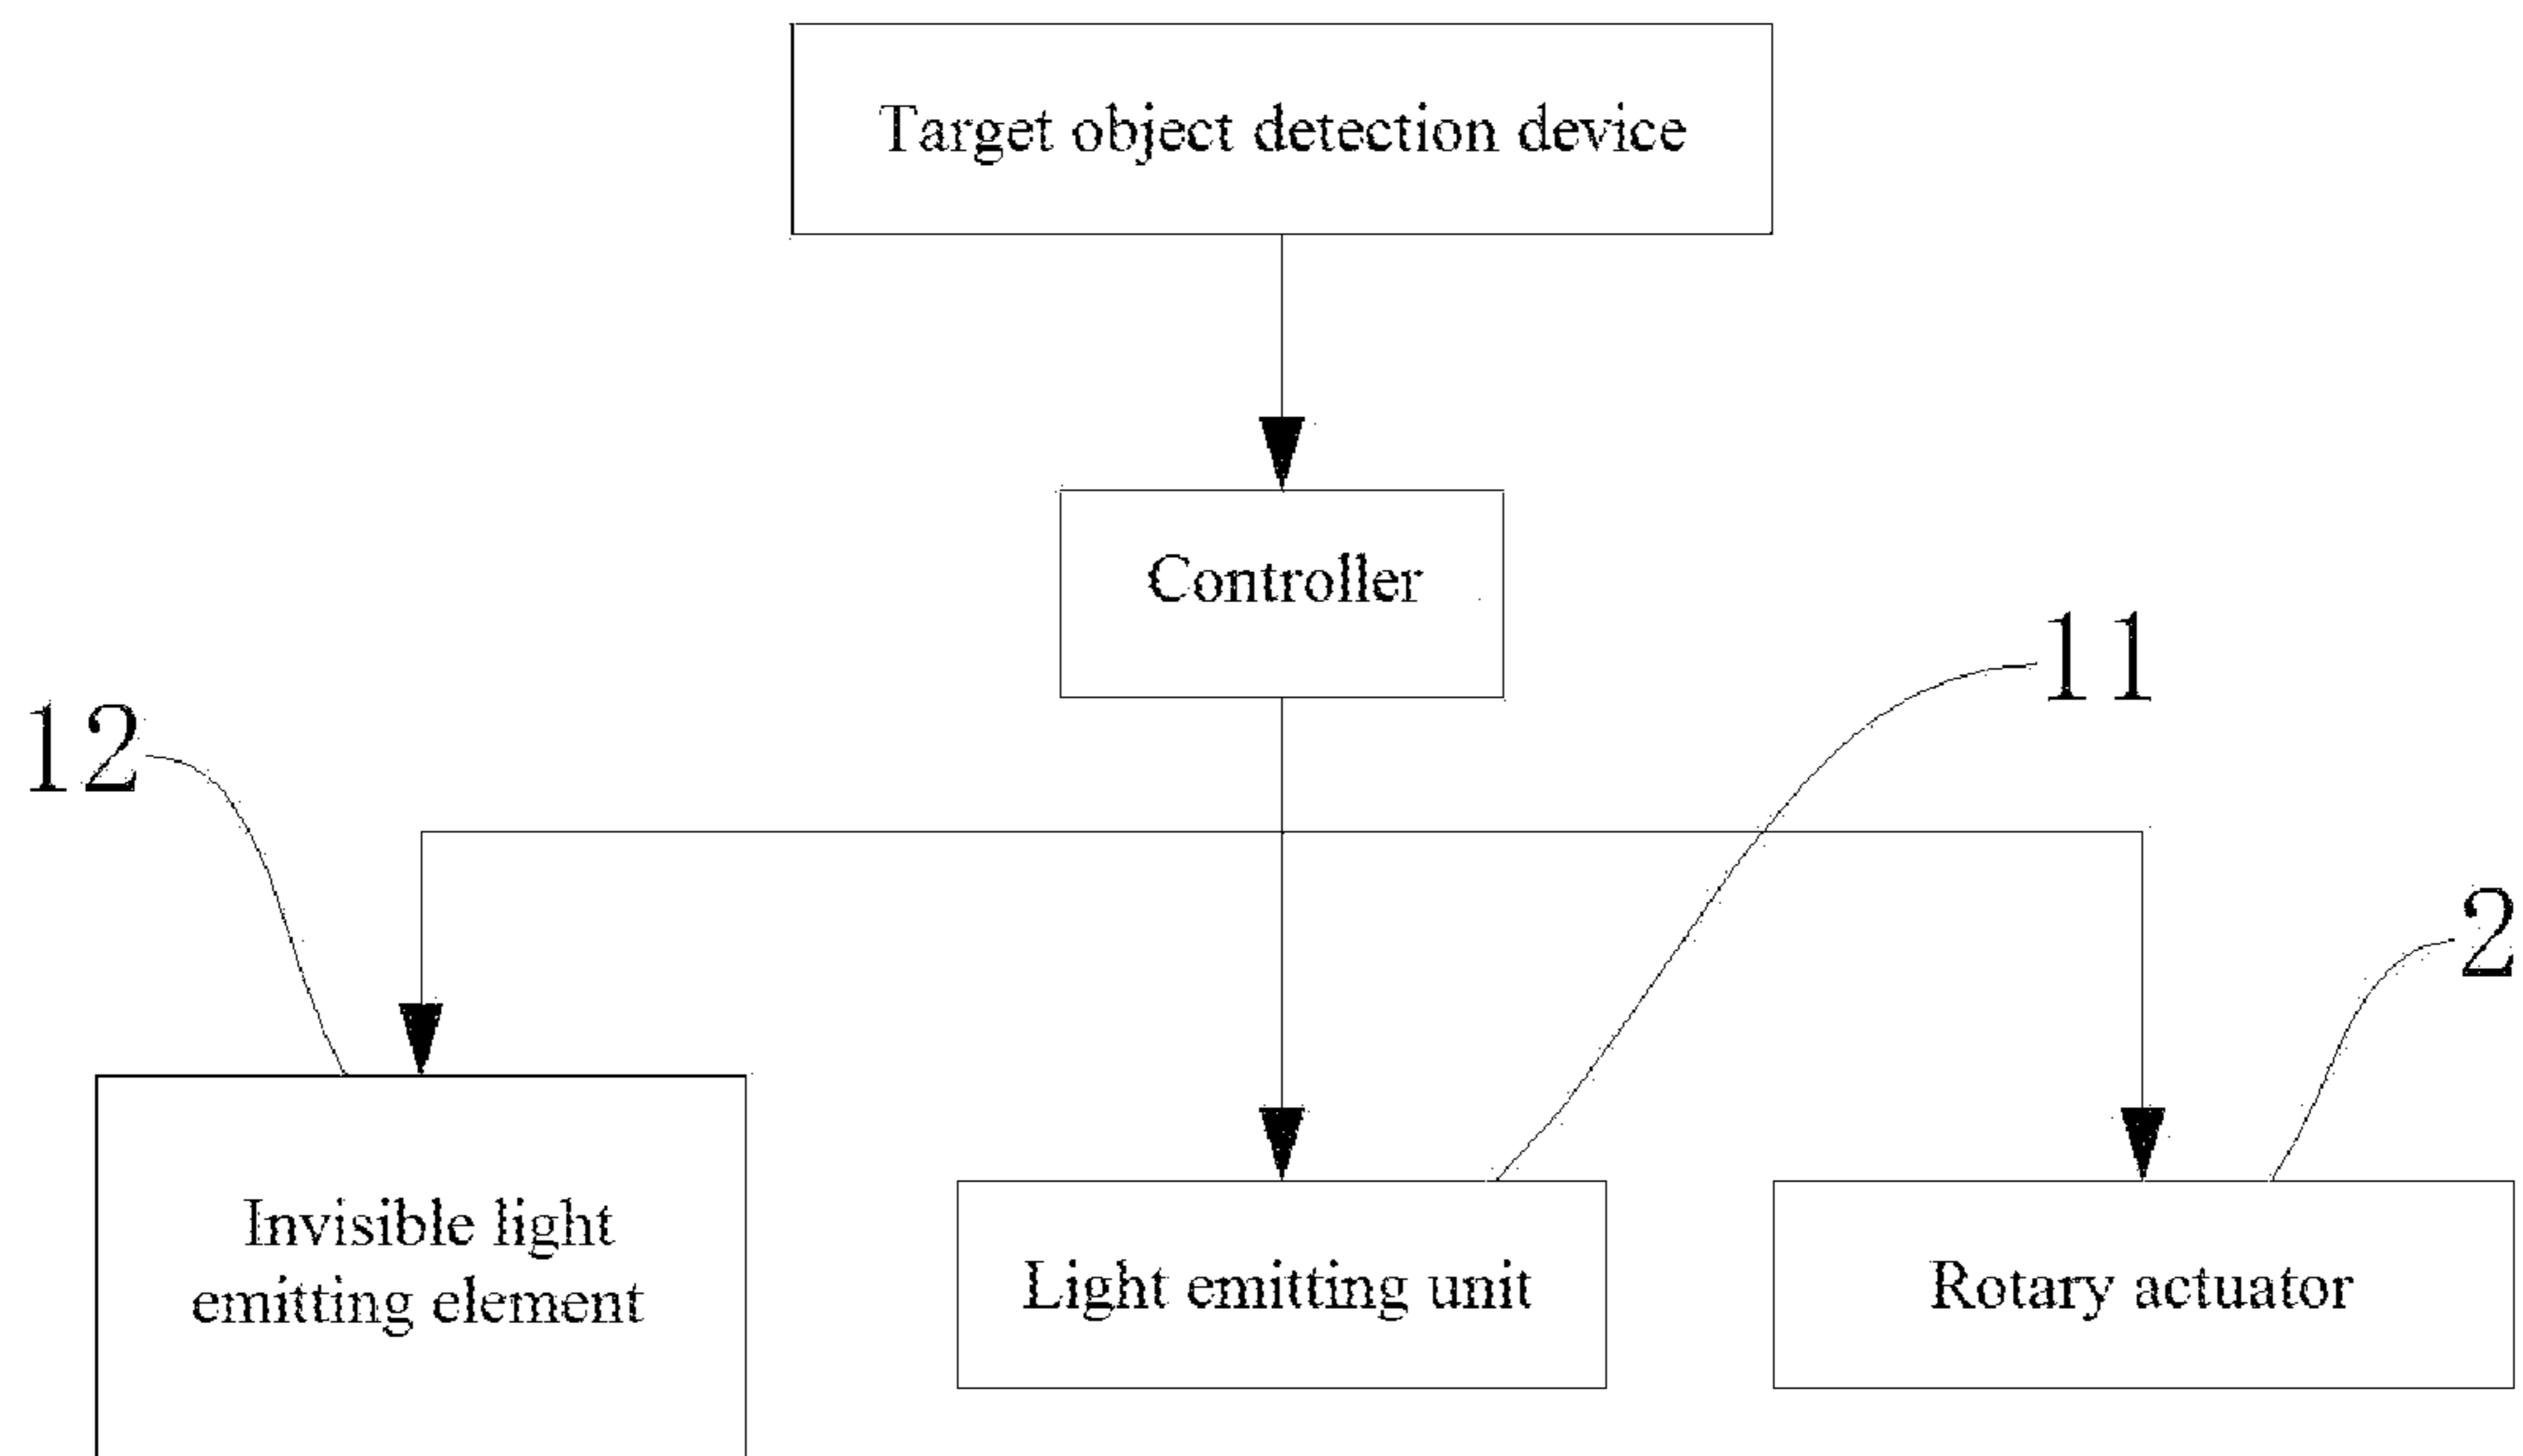 Target object detection device
Controller
11
12
2
Invisible light
emitting element
Light emitting unit
Rotary actuator